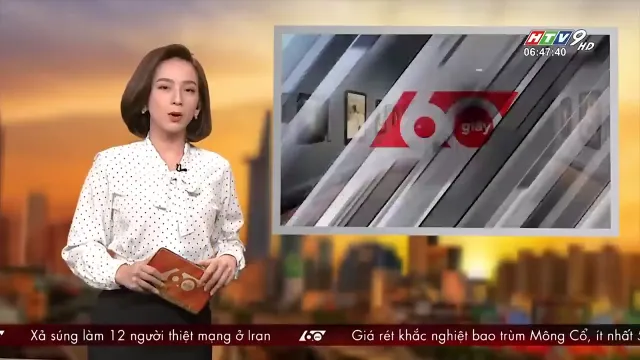 HTV9 HD
06:47:40
60 giây
Xả súng làm 12 người thiệt mạng ở Iran 60 Giá rét khắc nghiệt bao trùm Mông Cổ, ít nhất